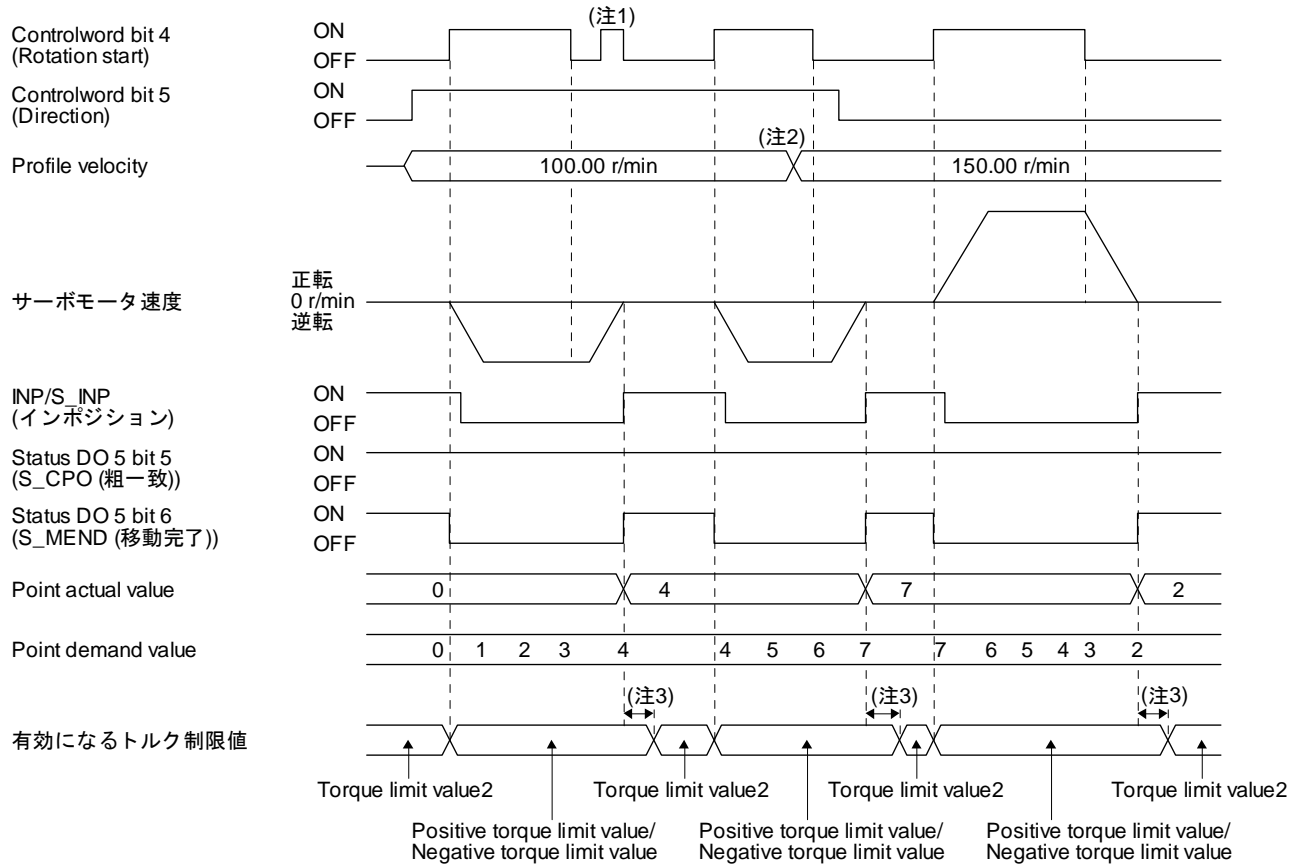 (注1)
Controlword bit 4
(Rotation start)
ON
OFF
Controlword bit 5
(Direction)
ON
OFF
(注2)
Profile velocity
100.00 r/min
150.00 r/min
サーボモータ速度
正転
0 r/min
逆転
INP/S_INP
(インポジション)
ON
OFF
Status DO 5 bit 5
(S_CPO (粗一致))
ON
OFF
Status DO 5 bit 6
(S_MEND (移動完了))
ON
OFF
Point actual value
0 4 7 2
Point demand value
0 1 2 3 4 4 5 6 7 7 6 5 4 3 2
(注3) (注3) (注3)
有効になるトルク制限値
Torque limit value2 Torque limit value2 Torque limit value2 Torque limit value2
Positive torque limit value/ Positive torque limit value/ Positive torque limit value/
Negative torque limit value Negative torque limit value Negative torque limit value